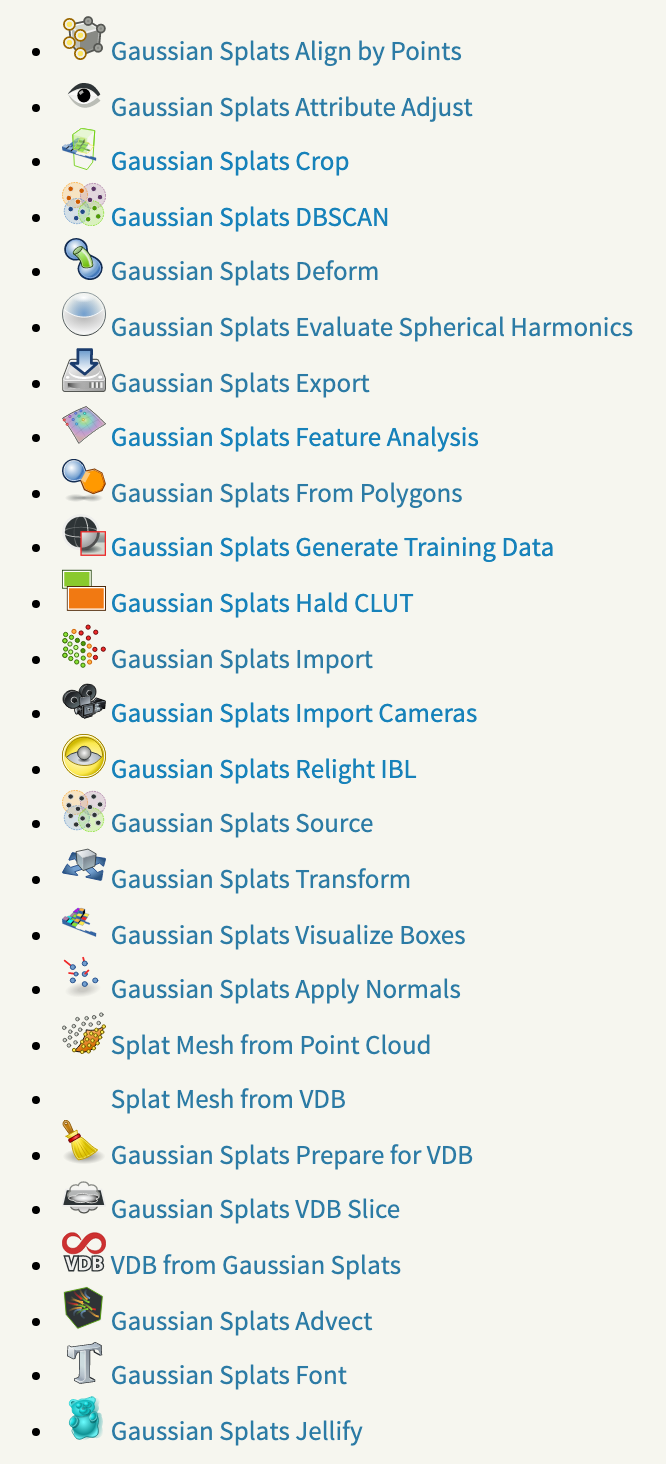 Gaussian Splats Align by Points
Gaussian Splats Attribute Adjust
Gaussian Splats Crop
Gaussian Splats DBSCAN
Gaussian Splats Deform
Gaussian Splats Evaluate Spherical Harmonics
Gaussian Splats Export
Gaussian Splats Feature Analysis
Gaussian Splats From Polygons
Gaussian Splats Generate Training Data
Gaussian Splats Hald CLUT
Gaussian Splats Import
Gaussian Splats Import Cameras
Gaussian Splats Relight IBL
Gaussian Splats Source
Gaussian Splats Transform
Gaussian Splats Visualize Boxes
Gaussian Splats Apply Normals
Splat Mesh from Point Cloud
Splat Mesh from VDB
Gaussian Splats Prepare for VDB
Gaussian Splats VDB Slice
VDB VDB from Gaussian Splats
Gaussian Splats Advect
T Gaussian Splats Font
Gaussian Splats Jellify